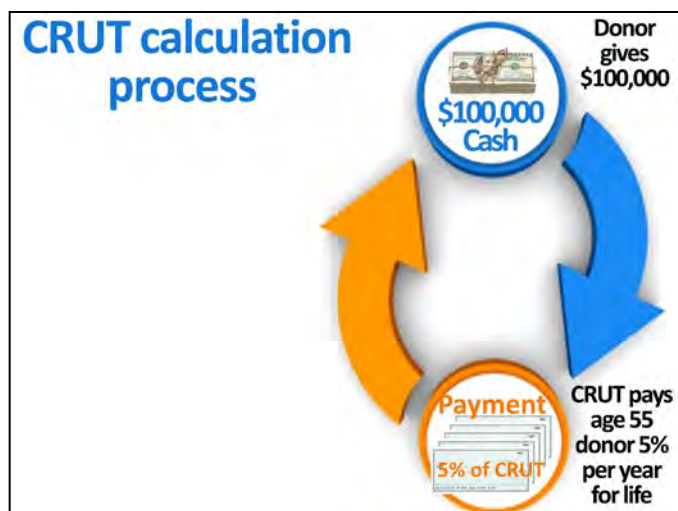 CRUT calculation
process
$100,000
Cash
Donor
gives
$100,000
Payment
5% of CRUT
CRUT pays
age 55
donor 5%
per year
for life